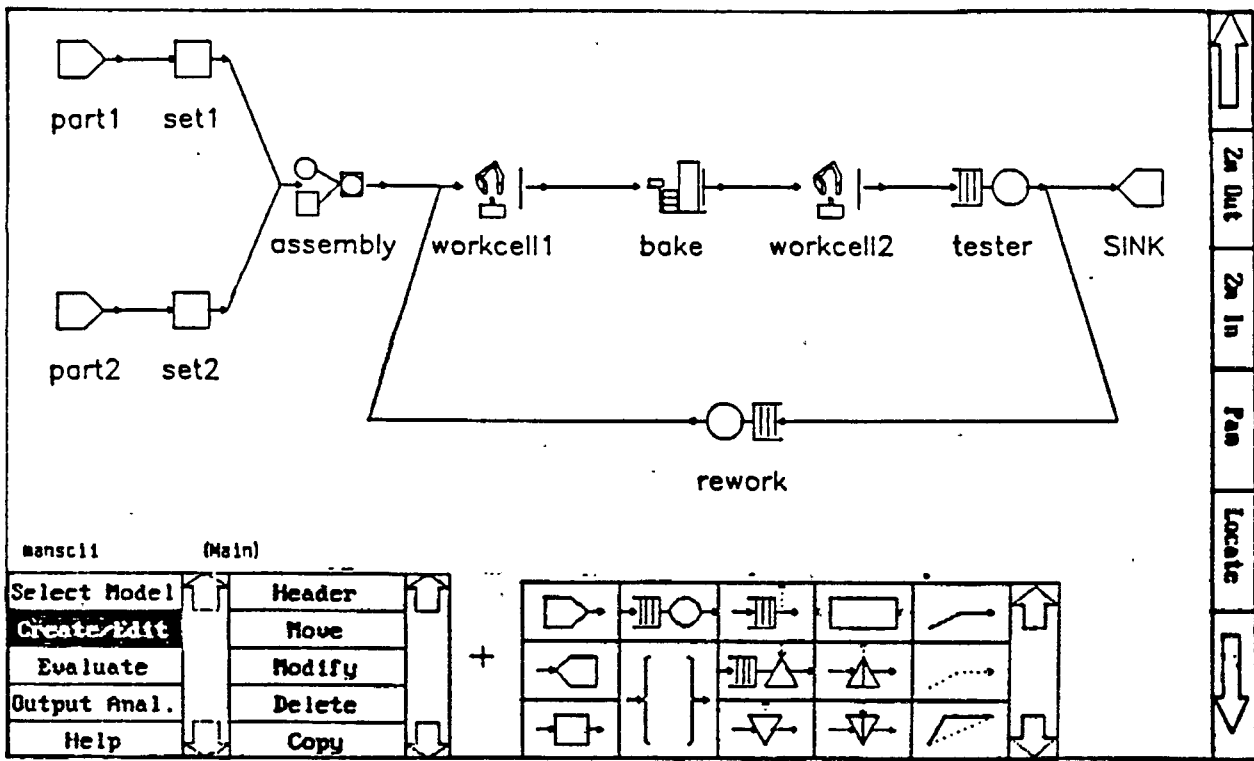 part1 set1
assembly workcell1 bake workcell2 tester SINK
part2 set2
rework
manscii (Main)
Select Model Header
Create/Edit Move
Evaluate Modify
Output Anal. Delete
Help Copy
Zm Out
Zm In
Pan
Locate